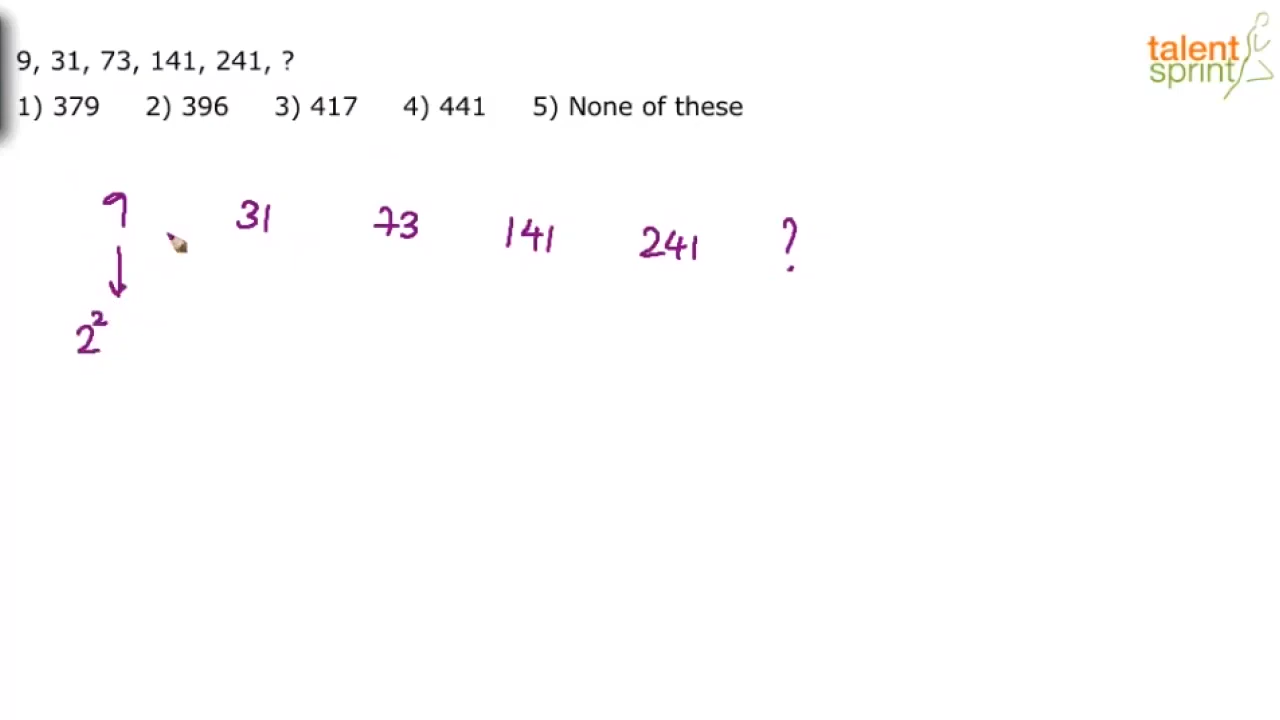 talent
sprint
9, 31, 73, 141, 241, ?
1) 379 2) 396 3) 417 4) 441 5) None of these
9 31 73 141 241 ?
2²